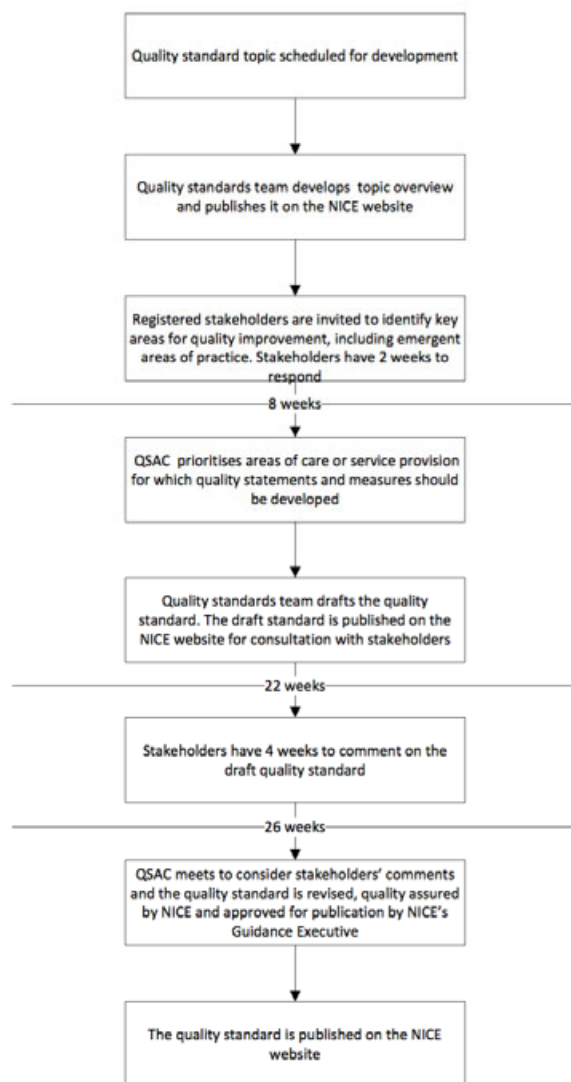 Quality standard topic scheduled for development
Quality standards team develops topic overview
and publishes it on the NICE website
Registered stakeholders are invited to identify key
areas for quality improvement, including emergent
areas of practice. Stakeholders have 2 weeks to
respond
8 weeks
QSAC prioritises areas of care or service provision
for which quality statements and measures should
be developed
Quality standards team drafts the quality
standard. The draft standard is published on the
NICE website for consultation with stakeholders
22 weeks
Stakeholders have 4 weeks to comment on the
draft quality standard
26 weeks
QSAC meets to consider stakeholders’ comments
and the quality standard is revised, quality assured
by NICE and approved for publication by NICE’s
Guidance Executive
The quality standard is published on the NICE
website